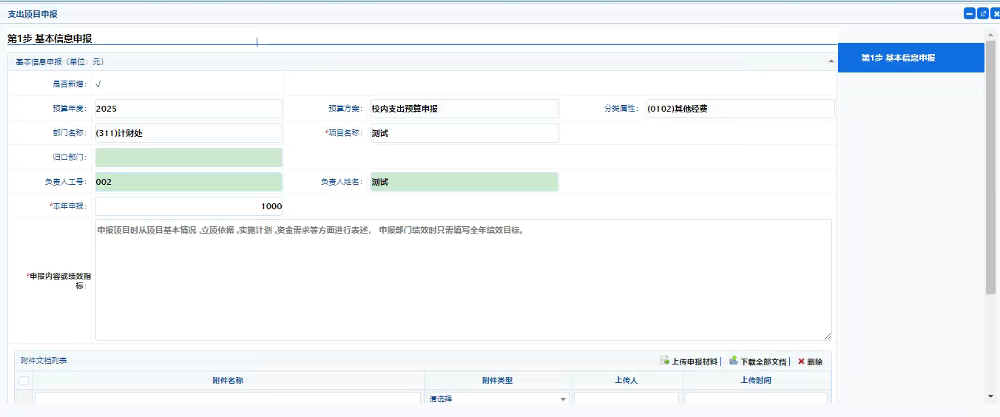 支出项目申报
第1步 基本信息申报
第1步 基本信息申报
基本信息申报（单位：元）
是否新增： √
预算年度： 2025 预算方案： 校内支出预算申报 分类属性： (0102)其他经费
部门名称： (311)计财处 *项目名称： 测试
归口部门：
负责人工号： 002 负责人姓名： 测试
*本年申报： 1000
申报项目时从项目基本情况 ,立项依据 ,实施计划 ,资金需求等方面进行表述， 申报部门绩效时只需填写全年绩效目标。
*申报内容或绩效指
标：
附件文档列表 上传申报材料| 下载全部文档| 删除
附件名称 附件类型 上传人 上传时间
请选择